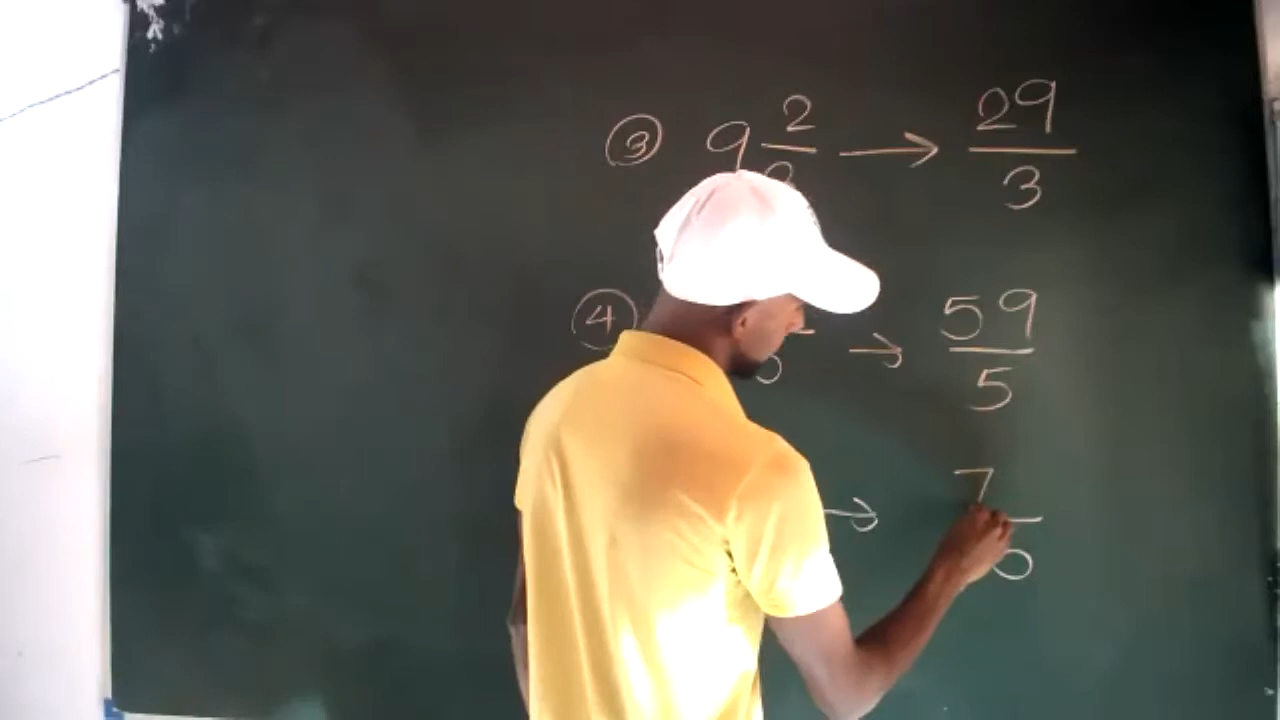 ③ 9 2/3 → 29/3
④ → 59/5
→ 7